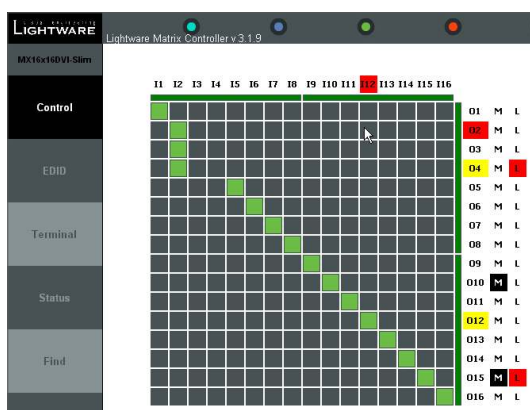 LIGHTWARE
Lightware Matrix Controller v 3.1.9
MX16x16DVI-Slim
I1 I2 I3 I4 I5 I6 I7 I8 I9 I10 I11 I12 I13 I14 I15 I16
Control
O1 M L
O2 M L
O3 M L
EDID
O4 M L
O5 M L
O6 M L
Terminal
O7 M L
O8 M L
O9 M L
Status
O10 M L
O11 M L
O12 M L
Find
O13 M L
O14 M L
O15 M L
O16 M L